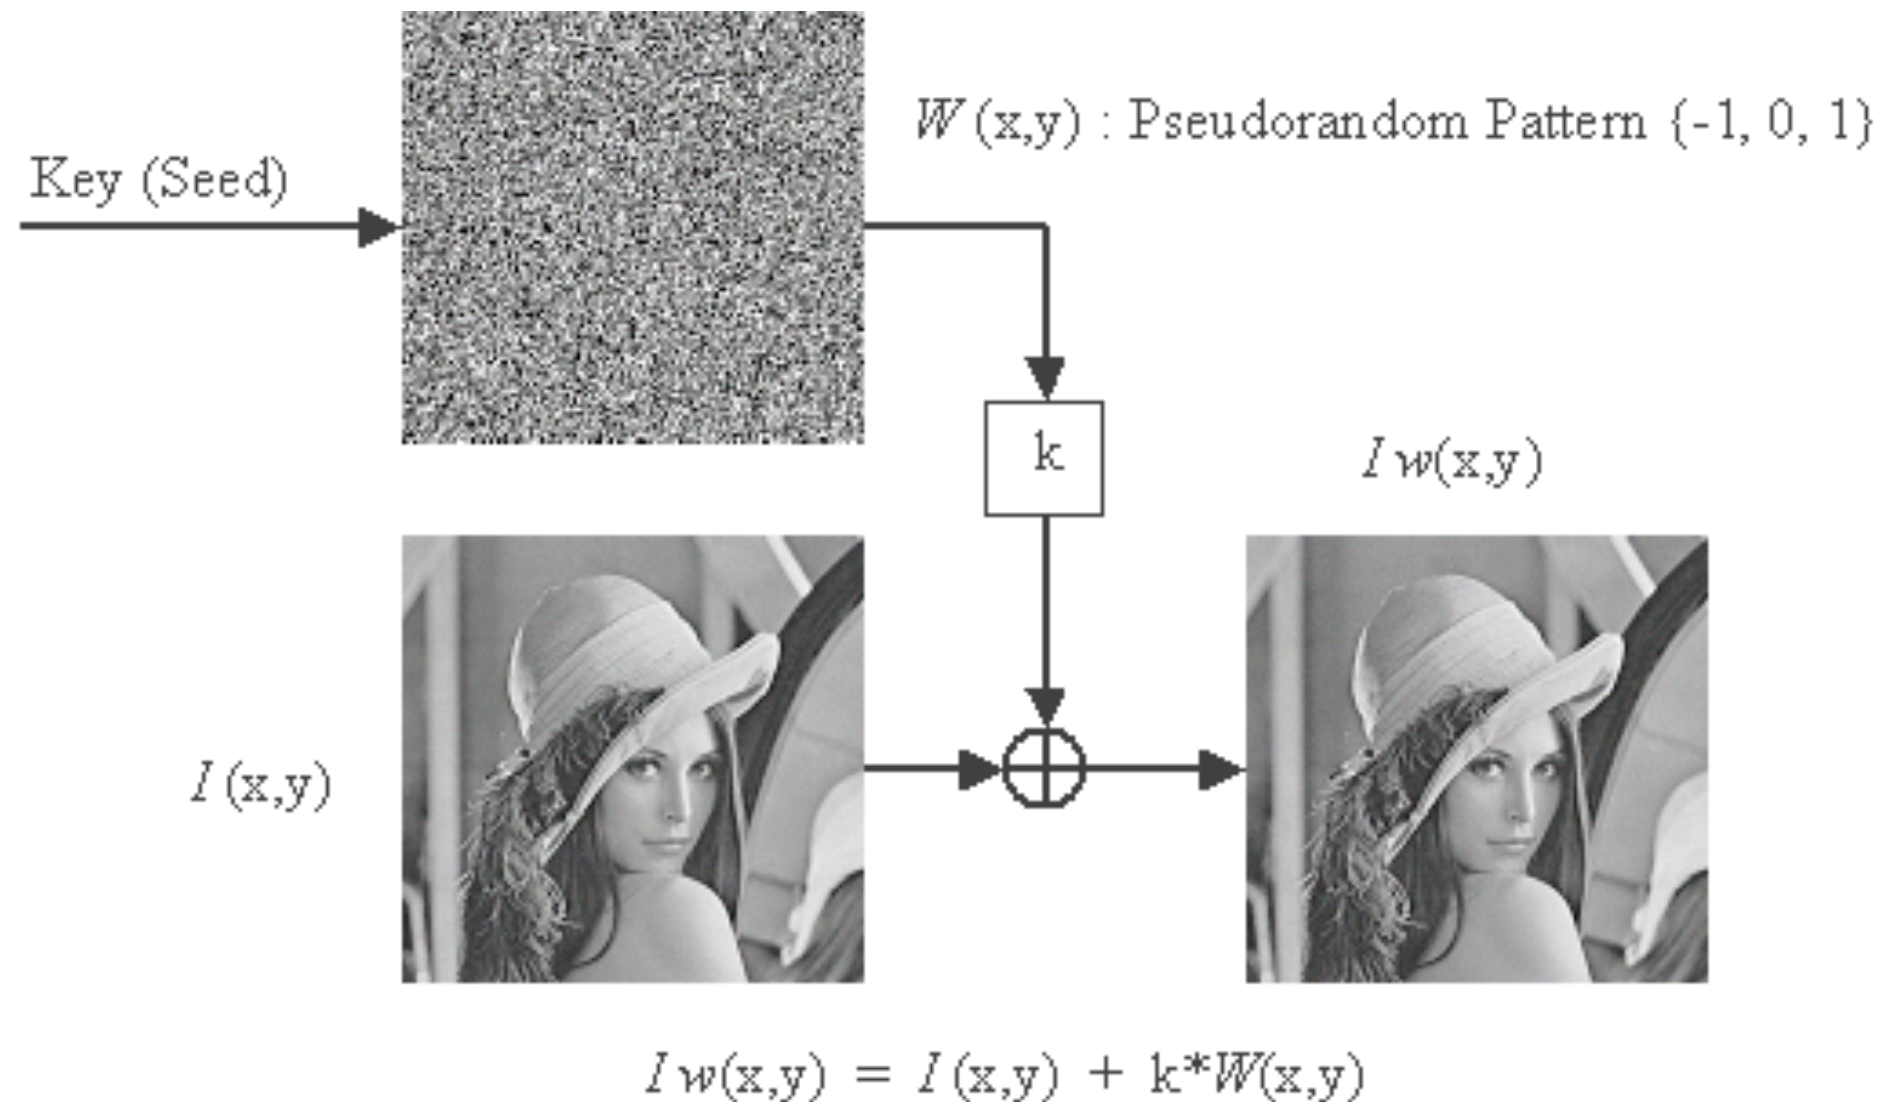 W (x,y) : Pseudorandom Pattern {-1, 0, 1}
Key (Seed)
k
I w(x,y)
I (x,y)
I w(x,y) = I (x,y) + k*W(x,y)